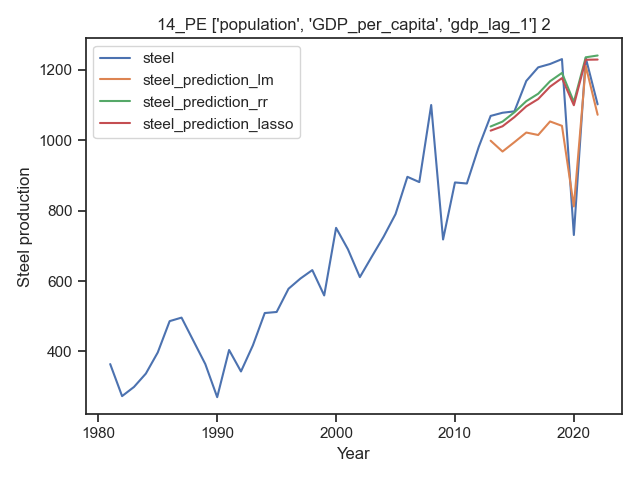 14_PE ['population', 'GDP_per_capita', 'gdp_lag_1'] 2
steel
steel_prediction_lm
steel_prediction_rr
steel_prediction_lasso
Steel production
1200
1000
800
600
400
1980
1990
2000
2010
2020
Year